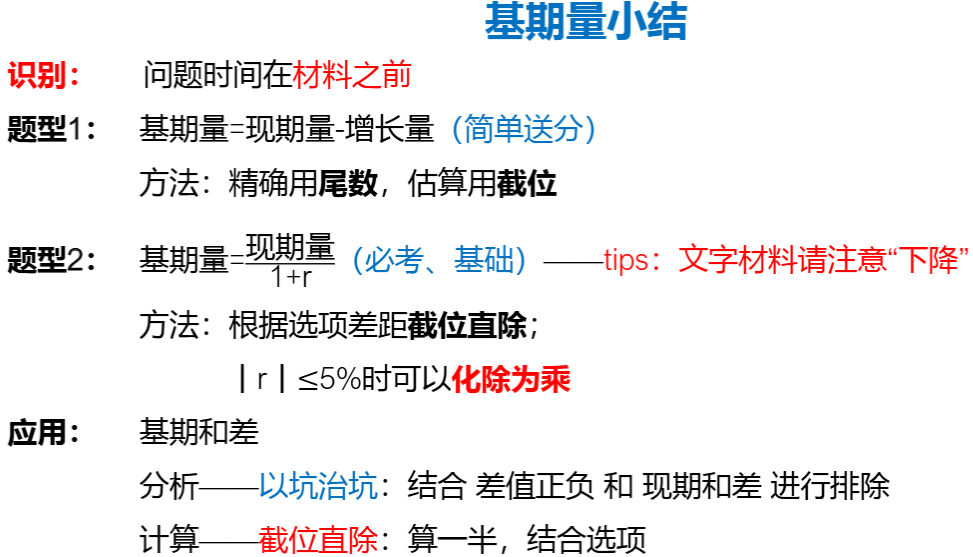 基期量小结
识别： 问题时间在材料之前
题型1： 基期量=现期量-增长量（简单送分）
方法：精确用尾数，估算用截位
题型2： 基期量=现期量/1+r（必考、基础）——tips：文字材料请注意“下降”
方法：根据选项差距截位直除；
｜r｜≤5%时可以化除为乘
应用： 基期和差
分析——以坑治坑：结合 差值正负 和 现期和差 进行排除
计算——截位直除：算一半，结合选项